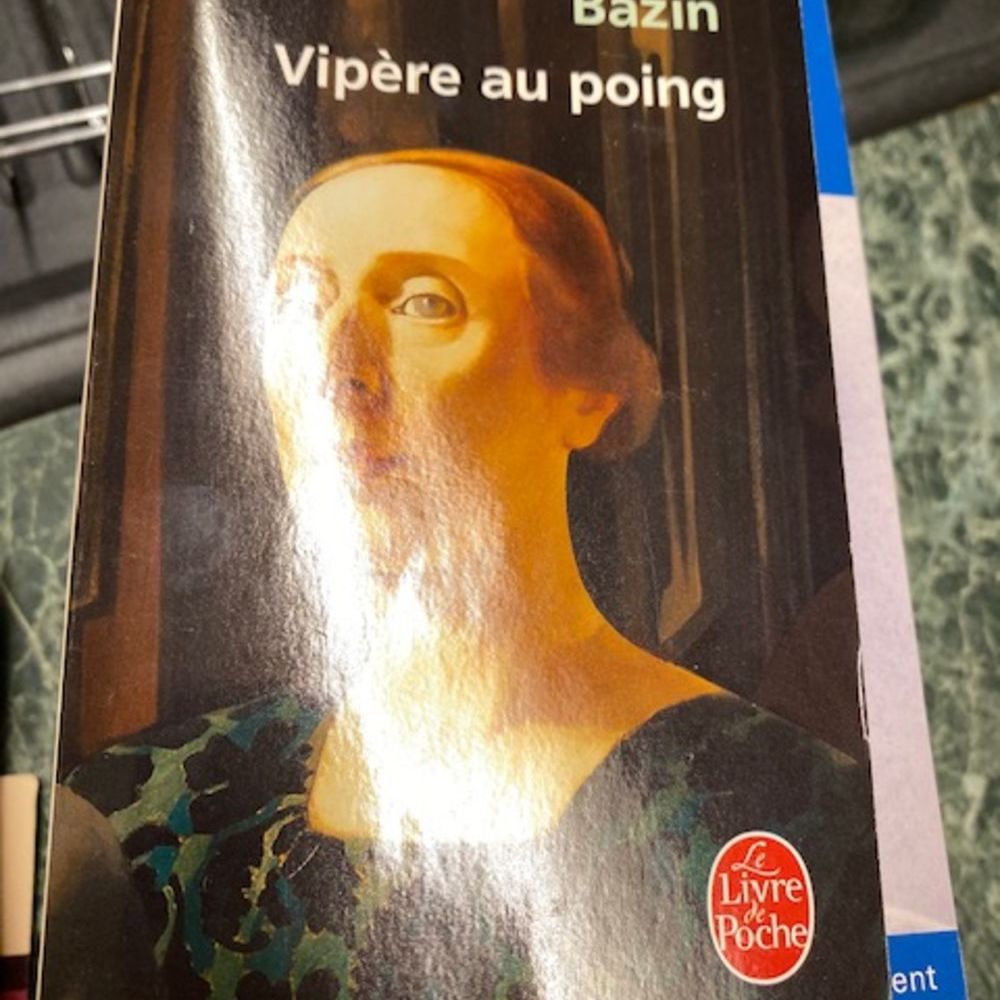 Bazin
Vipère au poing
Le
Livre
de
Poche
ent